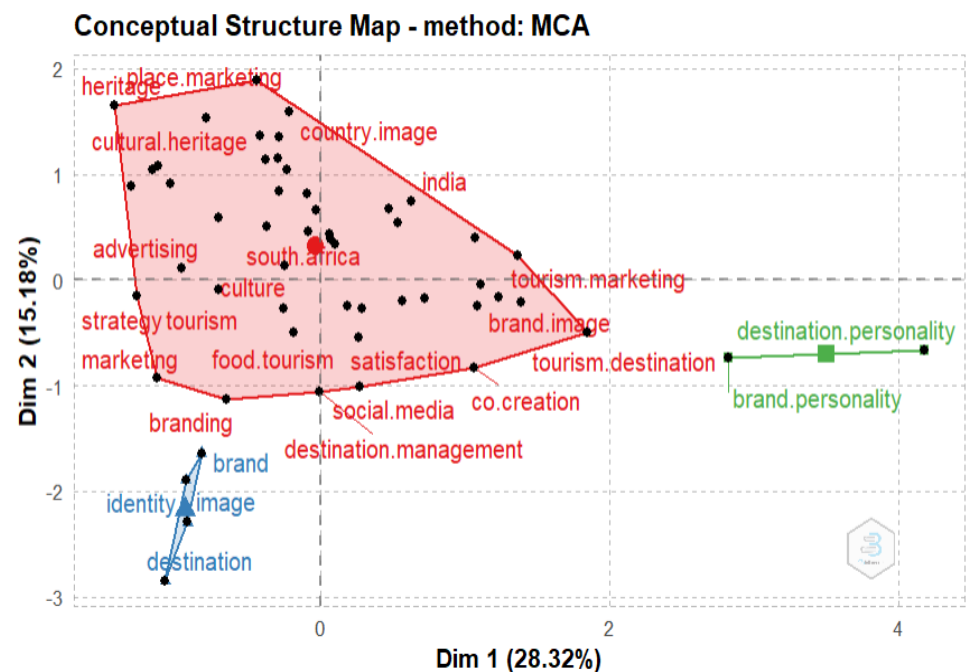 Conceptual Structure Map - method: MCA
2
place.marketing
heritage
country.image
cultural.heritage
1
india
advertising
south.africa
0
tourism.marketing
culture
strategy tourism
brand.image
destination.personality
marketing
food.tourism
satisfaction
tourism.destination
-1
co.creation
brand.personality
social.media
branding
destination.management
brand
-2
identity
image
destination
-3
0
2
4
Dim 1 (28.32%)
Dim 2 (15.18%)